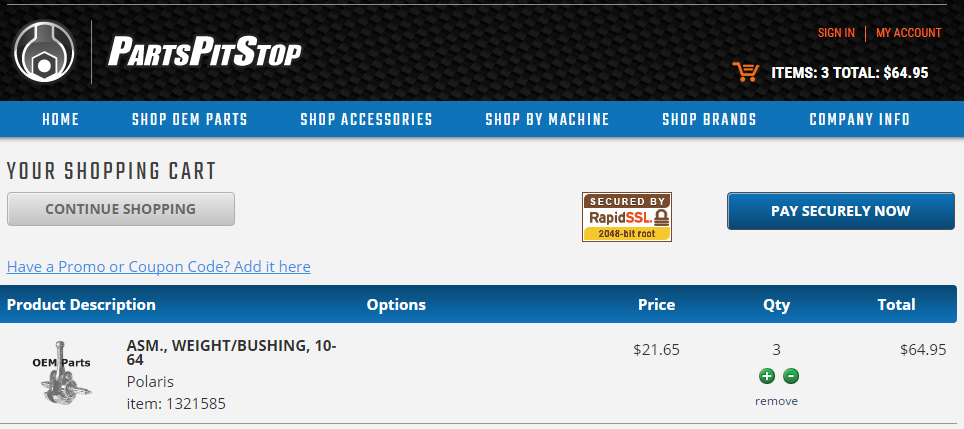 SIGN IN
MY ACCOUNT
PARTSPITSTOP
ITEMS: 3 TOTAL: $64.95
HOME SHOP OEM PARTS SHOP ACCESSORIES SHOP BY MACHINE SHOP BRANDS COMPANY INFO
YOUR SHOPPING CART
CONTINUE SHOPPING
SECURED BY
RapidSSL.
2048-bit root
PAY SECURELY NOW
Have a Promo or Coupon Code? Add it here
Product Description Options Price Qty Total
OEM Parts
ASM., WEIGHT/BUSHING, 10-
64
Polaris
item: 1321585
$21.65 3 $64.95
remove